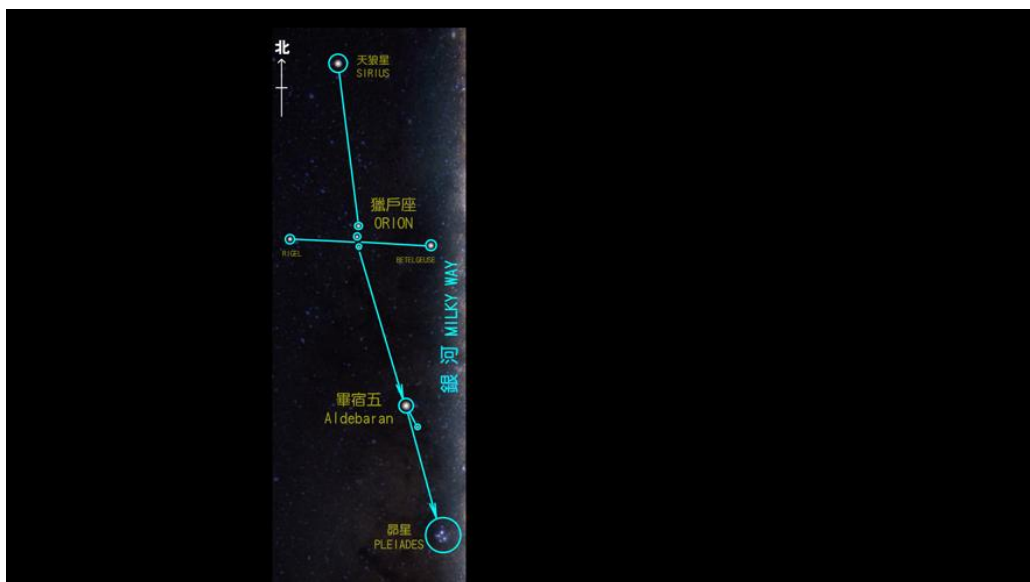 北
天狼星
SIRIUS
獵戶座
ORION
RIGEL
BETELGEUSE
銀河 MILKY WAY
畢宿五
Aldebaran
昴星
PLEIADES